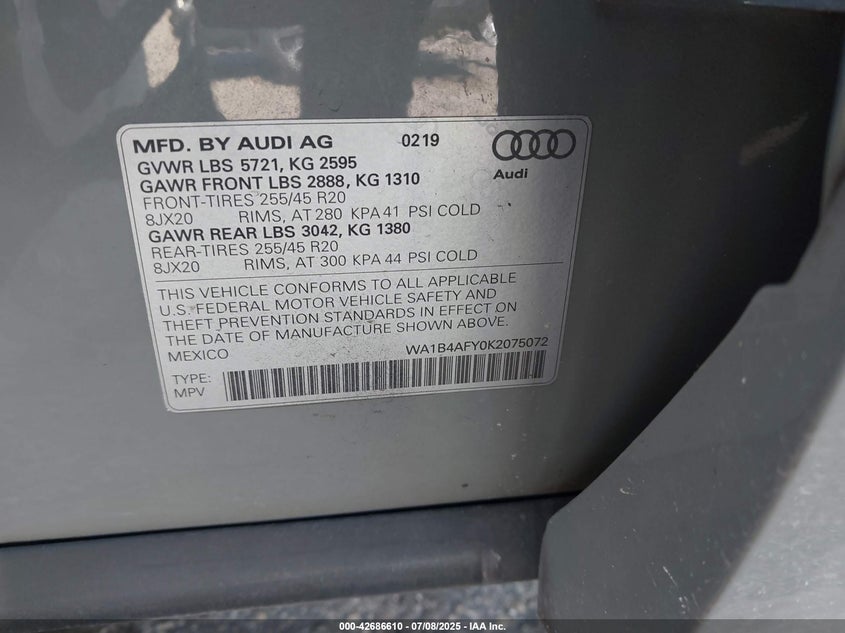 MFD. BY AUDI AG 0219
GVWR LBS 5721, KG 2595
GAWR FRONT LBS 2888, KG 1310
Audi
FRONT-TIRES 255/45 R20
8JX20 RIMS, AT 280 KPA 41 PSI COLD
GAWR REAR LBS 3042, KG 1380
REAR-TIRES 255/45 R20
8JX20 RIMS, AT 300 KPA 44 PSI COLD
THIS VEHICLE CONFORMS TO ALL APPLICABLE
U.S. FEDERAL MOTOR VEHICLE SAFETY AND
THEFT PREVENTION STANDARDS IN EFFECT ON
THE DATE OF MANUFACTURE SHOWN ABOVE.
MEXICO WA1B4AFY0K2075072
TYPE:
MPV
000-42686610 - 07/08/2025 - IAA Inc.